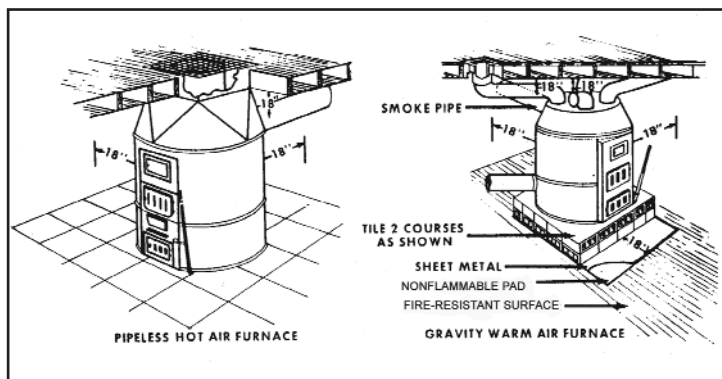 18"
18"
18"
PIPELESS HOT AIR FURNACE
18" 18"
SMOKE PIPE
18"
18"
TILE 2 COURSES
AS SHOWN
18"
SHEET METAL
NONFLAMMABLE PAD
FIRE-RESISTANT SURFACE
GRAVITY WARM AIR FURNACE